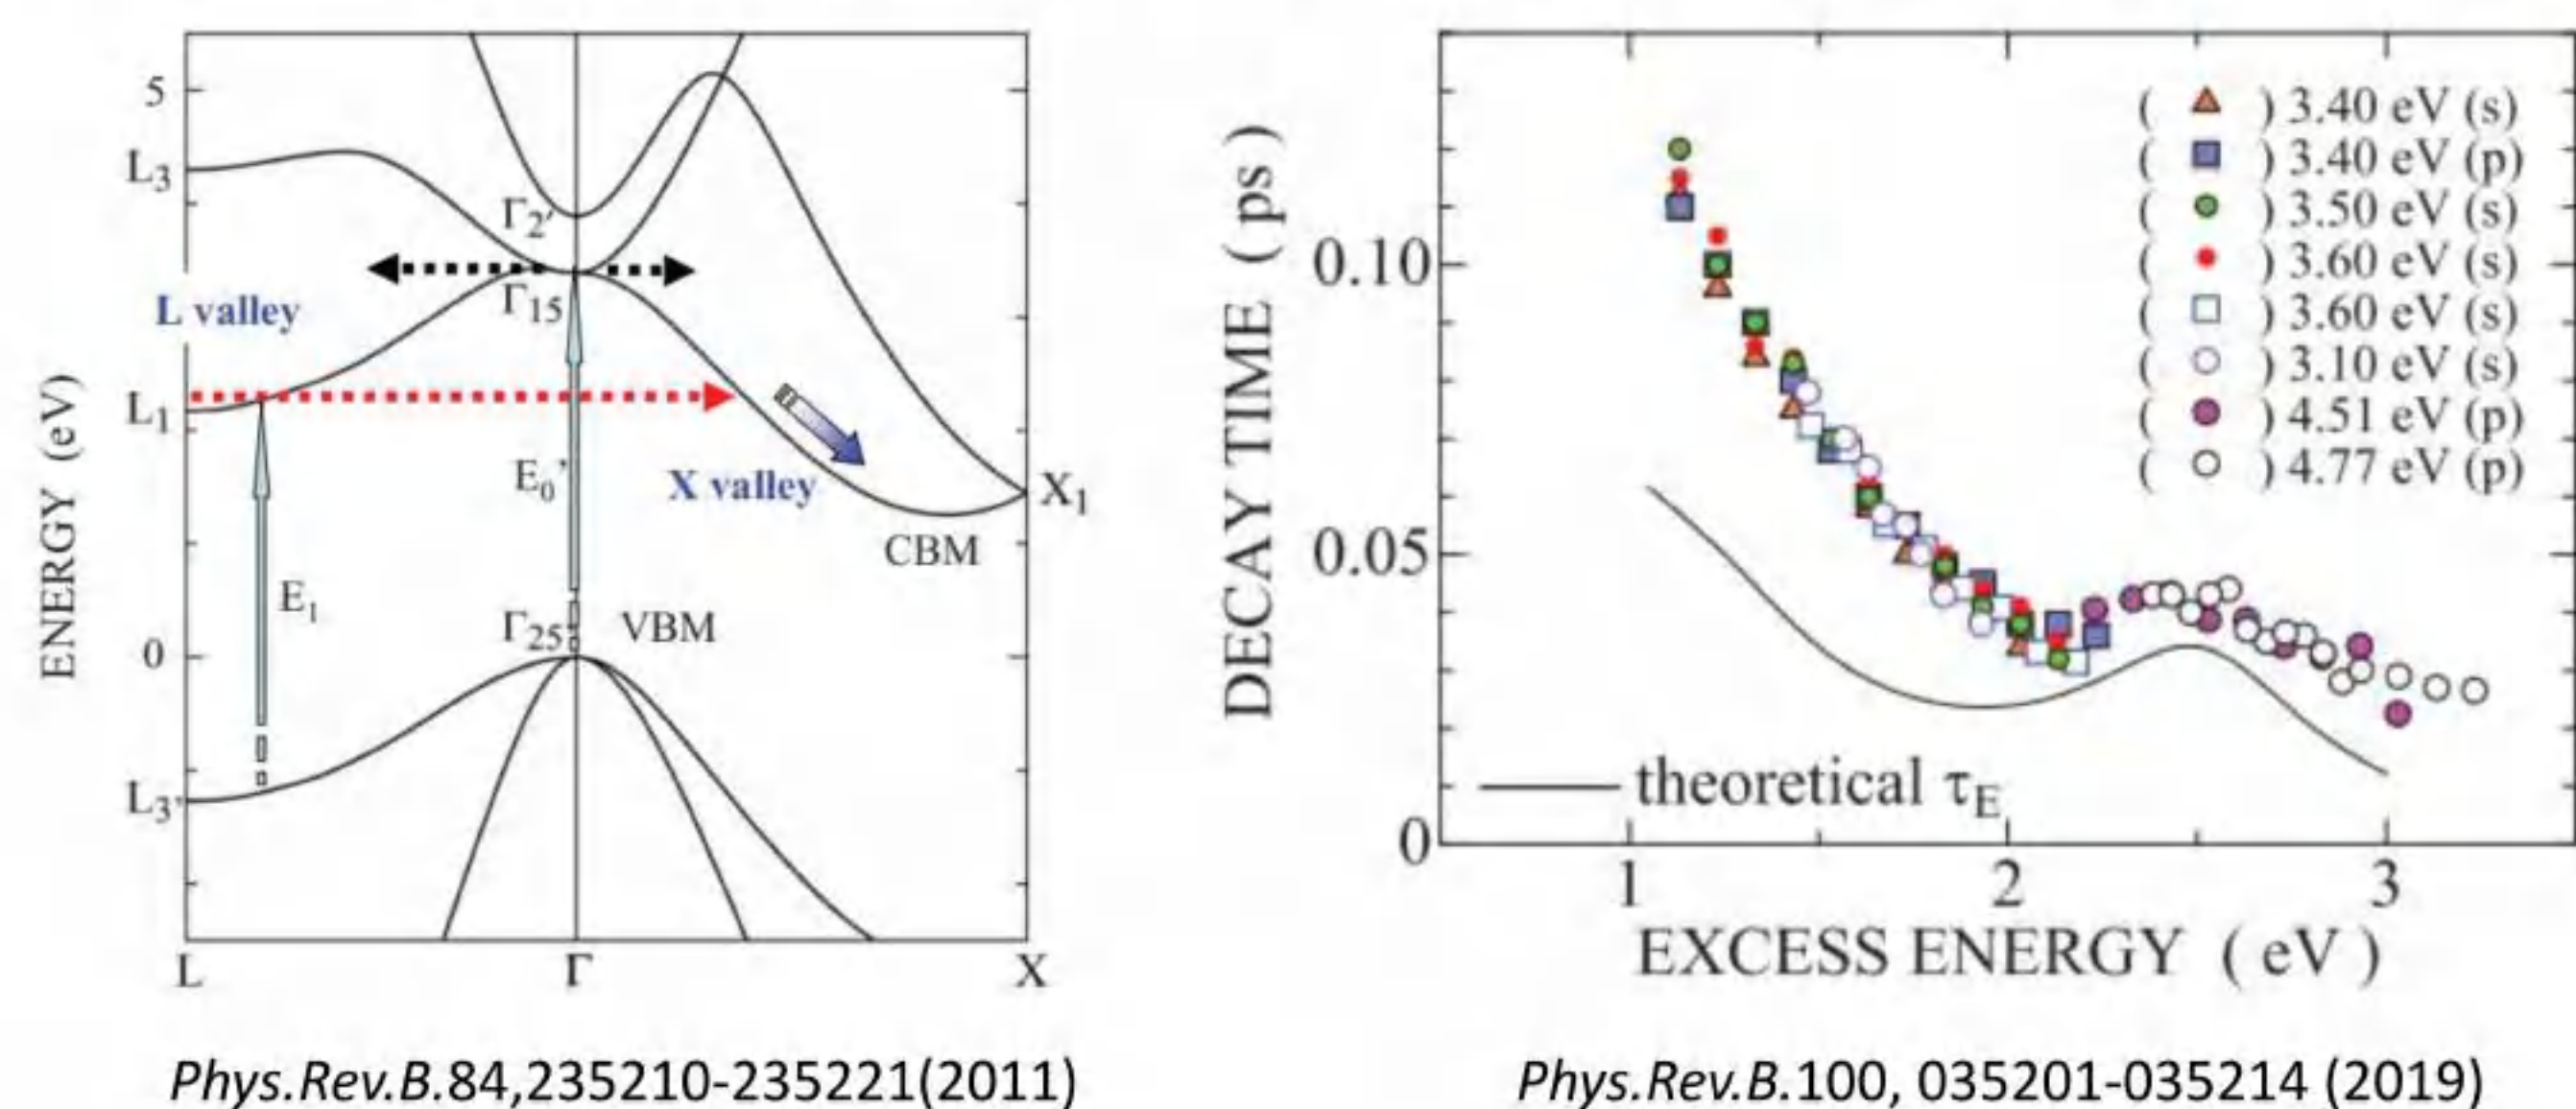 5
L3
Γ2'
Γ15
L valley
L1
E0'
X valley
X1
CBM
E1
Γ25'
VBM
0
L3'
ENERGY (eV)
L
Γ
X
Phys.Rev.B.84,235210-235221(2011)
DECAY TIME (ps)
0.10
0.05
0
( ) 3.40 eV (s)
( ) 3.40 eV (p)
( ) 3.50 eV (s)
( ) 3.60 eV (s)
( ) 3.60 eV (s)
( ) 3.10 eV (s)
( ) 4.51 eV (p)
( ) 4.77 eV (p)
theoretical τE
1 2 3
EXCESS ENERGY ( eV )
Phys.Rev.B.100, 035201-035214 (2019)